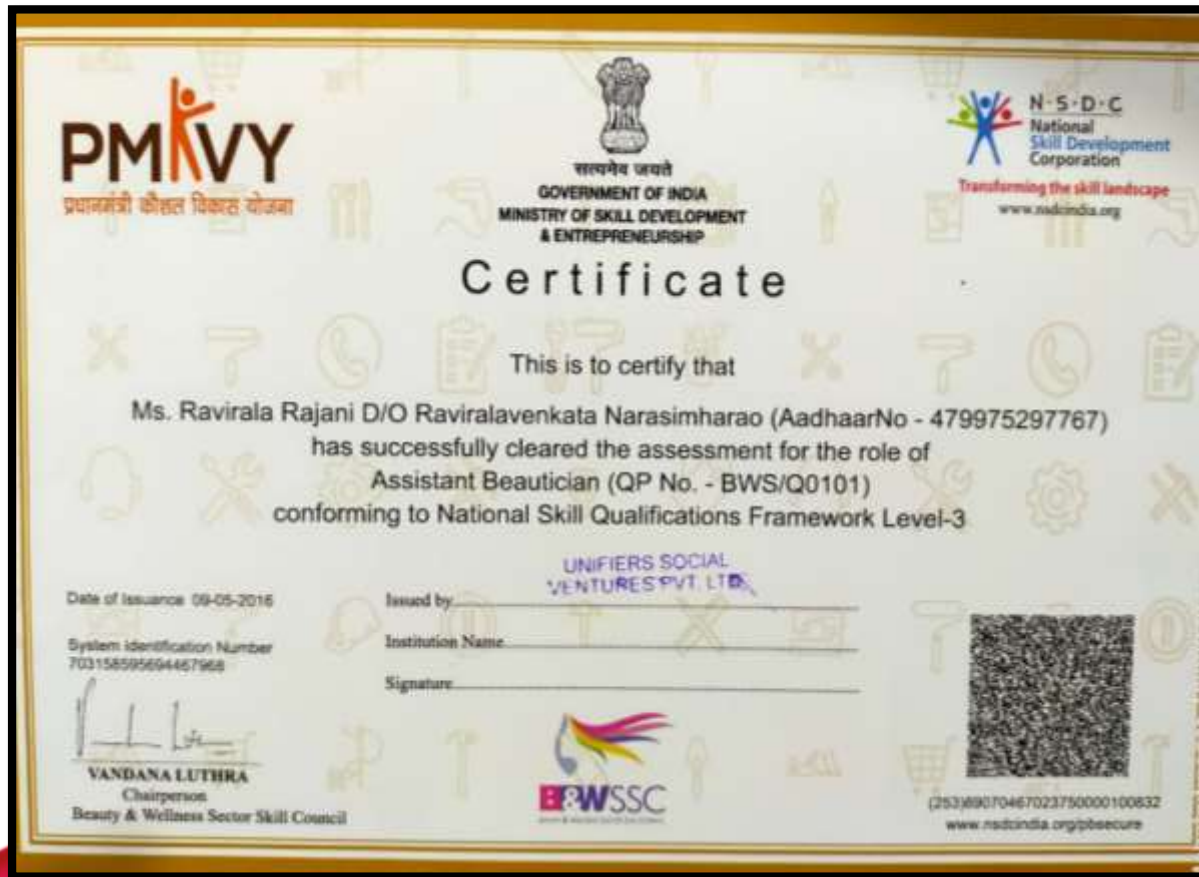 PMKVY
प्रधानमंत्री कौशल विकास योजना
सत्यमेव जयते
GOVERNMENT OF INDIA
MINISTRY OF SKILL DEVELOPMENT
& ENTREPRENEURSHIP
N·S·D·C
National
Skill Development
Corporation
Transforming the skill landscape
www.nsdcindia.org
Certificate
This is to certify that
Ms. Ravirala Rajani D/O Raviralavenkata Narasimharao (AadhaarNo - 479975297767)
has successfully cleared the assessment for the role of
Assistant Beautician (QP No. - BWS/Q0101)
conforming to National Skill Qualifications Framework Level-3
Date of Issuance 09-05-2016
System Identification Number
703158595694467968
VANDANA LUTHRA
Chairperson
Beauty & Wellness Sector Skill Council
UNIFIERS SOCIAL
VENTURES PVT. LTD.
Issued by
Institution Name
Signature
B&WSSC
(253)89070467023750000100832
www.nsdcindia.org/pbsecure